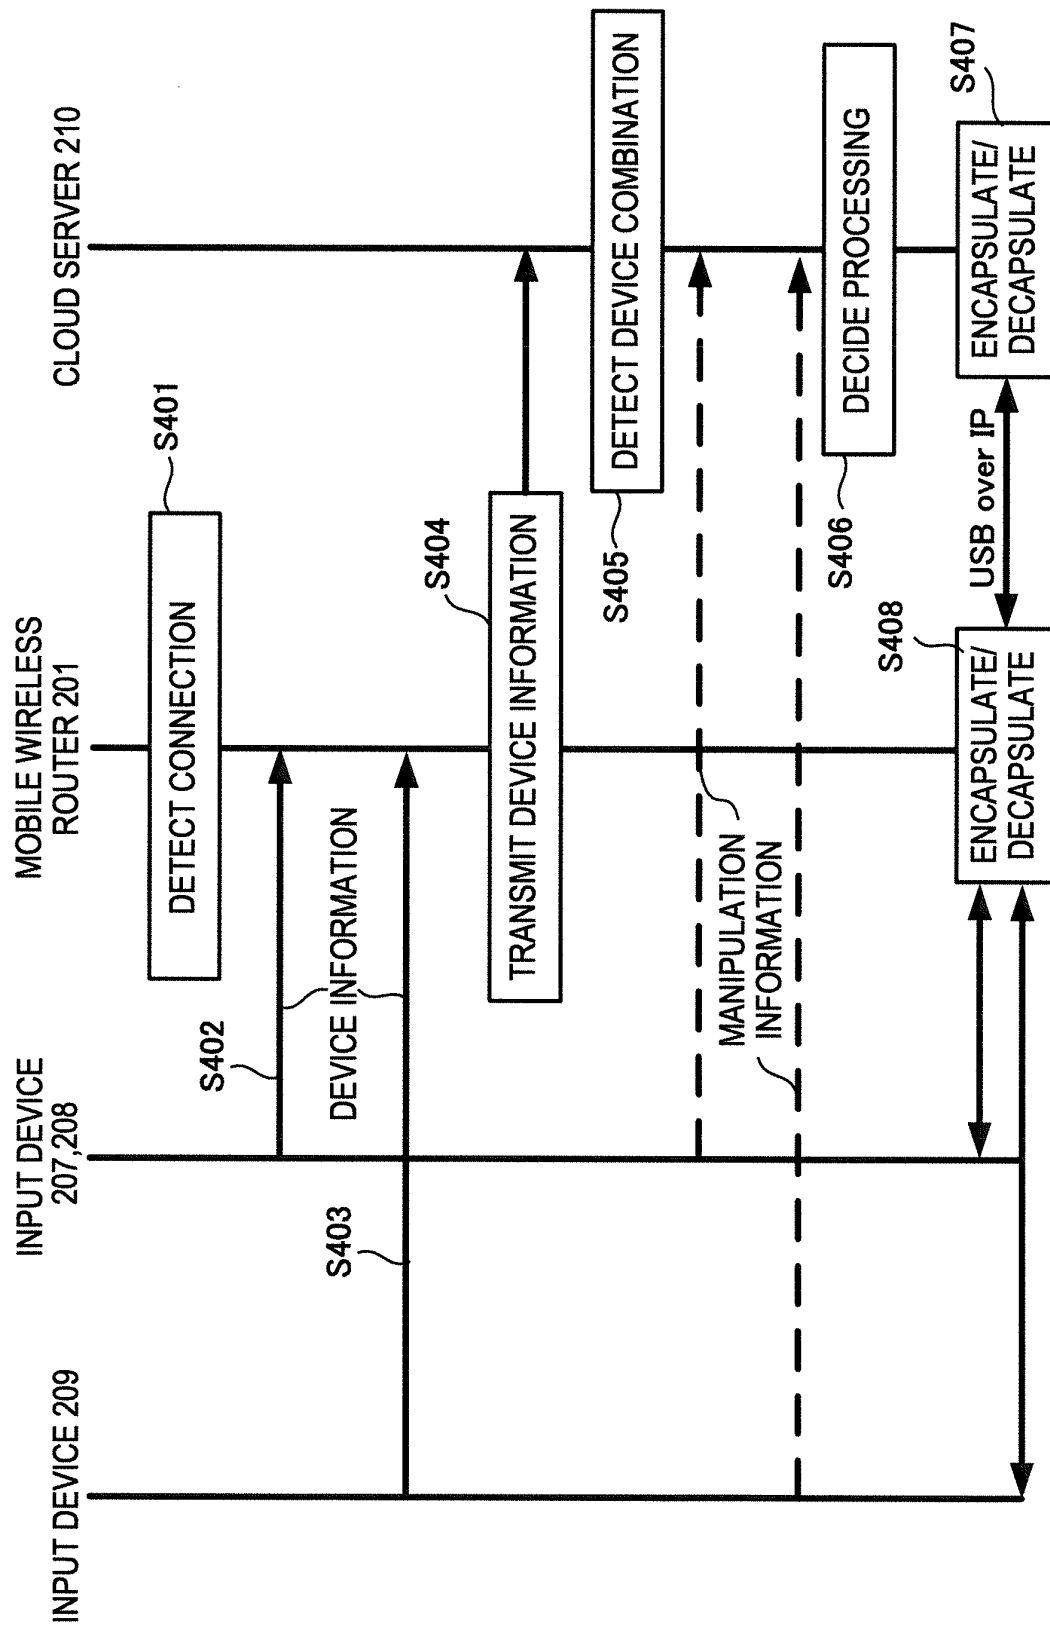 INPUT DEVICE 209
INPUT DEVICE
207,208
MOBILE WIRELESS
ROUTER 201
CLOUD SERVER 210
S401
DETECT CONNECTION
S402
DEVICE INFORMATION
S403
S404
TRANSMIT DEVICE INFORMATION
S405
DETECT DEVICE COMBINATION
MANIPULATION
INFORMATION
S406
DECIDE PROCESSING
S407
ENCAPSULATE/
DECAPSULATE
USB over IP
S408
ENCAPSULATE/
DECAPSULATE